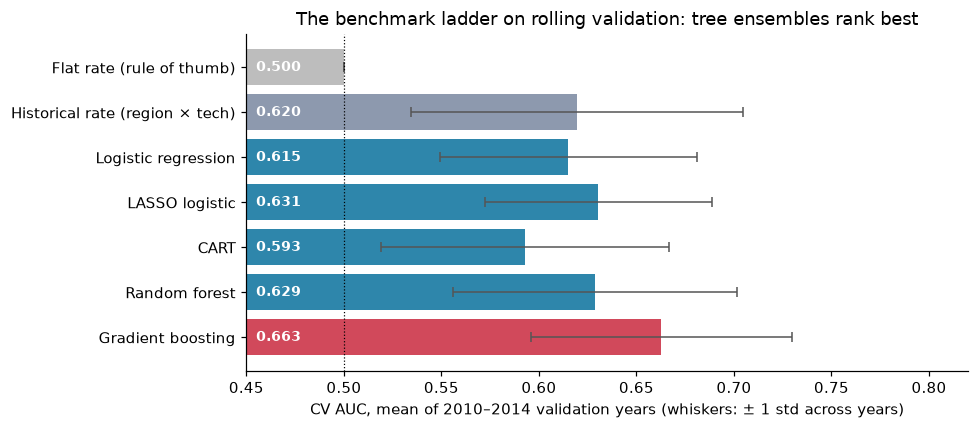 The benchmark ladder on rolling validation: tree ensembles rank best
Flat rate (rule of thumb) 0.500
Historical rate (region × tech) 0.620
Logistic regression 0.615
LASSO logistic 0.631
CART 0.593
Random forest 0.629
Gradient boosting 0.663
0.45 0.50 0.55 0.60 0.65 0.70 0.75 0.80
CV AUC, mean of 2010–2014 validation years (whiskers: ± 1 std across years)